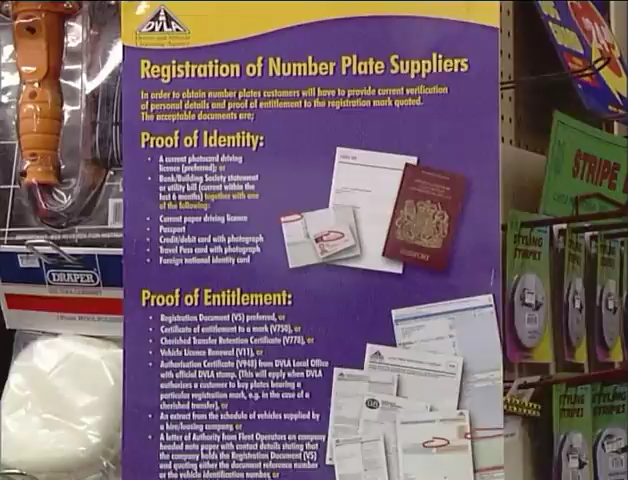 DVLA
Registration of Number Plate Suppliers
In order to obtain number plates customers will have to provide current verification
of personal details and proof of entitlement to the registration mark quoted.
The acceptable documents are;
Proof of Identity:
• A current photocard driving
licence (preferred); or
• Bank/Building Society statement
or utility bill (current within the
last 6 months) together with one
of the following:
• Current paper driving licence
• Passport
• Credit/debit card with photograph
• Travel Pass card with photograph
• Foreign national identity card
PASSPORT
Proof of Entitlement:
• Registration Document (V5) preferred, or
• Certificate of entitlement to a mark (V750), or
• Cherished Transfer Retention Certificate (V778), or
• Vehicle Licence Renewal (V11), or
• Authorisation Certificate (V948) from DVLA Local Office
with official DVLA stamp. (This will apply when DVLA
authorises a customer to buy plates bearing a
particular registration mark, e.g. in the case of a
cherished transfer), or
• An extract from the schedule of vehicles supplied by
a hire/leasing company, or
• A letter of Authority from Fleet Operators on company
headed note paper with contact details stating that
the company holds the Registration Document (V5)
and quoting either the document reference number
or the vehicle identification number, or
DRAPER
STRIPE
STYLING
STRIPES
STYLING
STRIPES
STYLING
STRIPES
STYLING
STRIPES